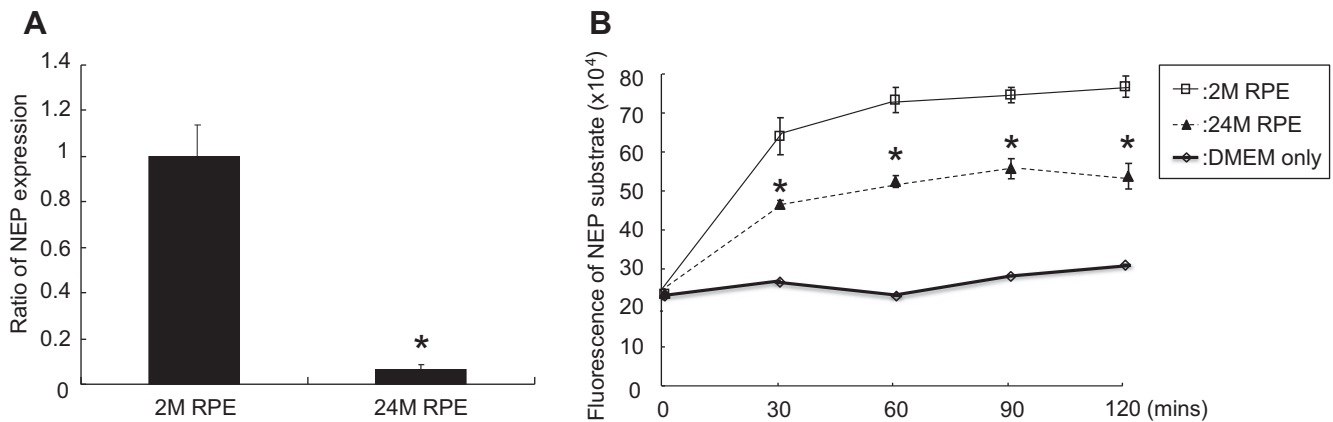 A
Ratio of NEP expression
1.4
1.2
1
0.8
0.6
0.4
0.2
0
*
2M RPE
24M RPE
B
Fluorescence of NEP substrate (x10⁴)
80
70
60
50
40
30
20
10
0
*
*
*
*
0
30
60
90
120 (mins)
:2M RPE
:24M RPE
:DMEM only